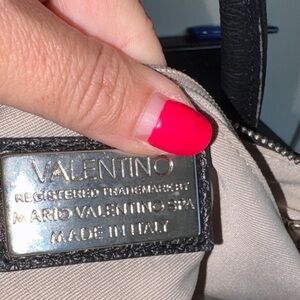 VALENTINO
REGISTERED TRADEMARK BY
MARIO VALENTINO SPA
MADE IN ITALY